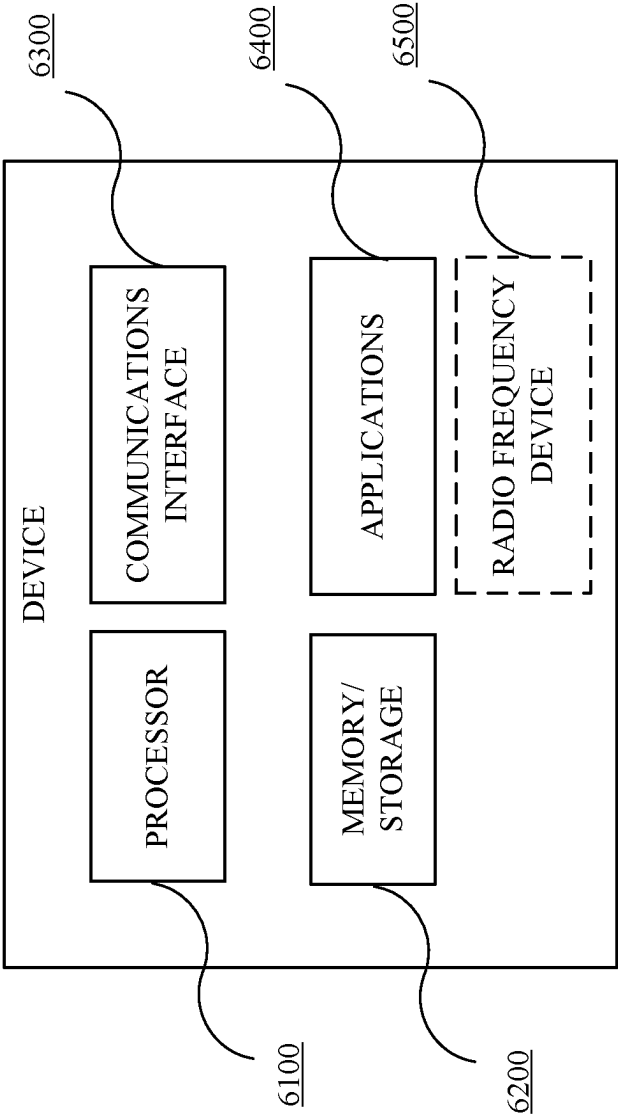 DEVICE
6100
PROCESSOR
COMMUNICATIONS
INTERFACE
6300
6200
MEMORY/
STORAGE
APPLICATIONS
6400
RADIO FREQUENCY
DEVICE
6500